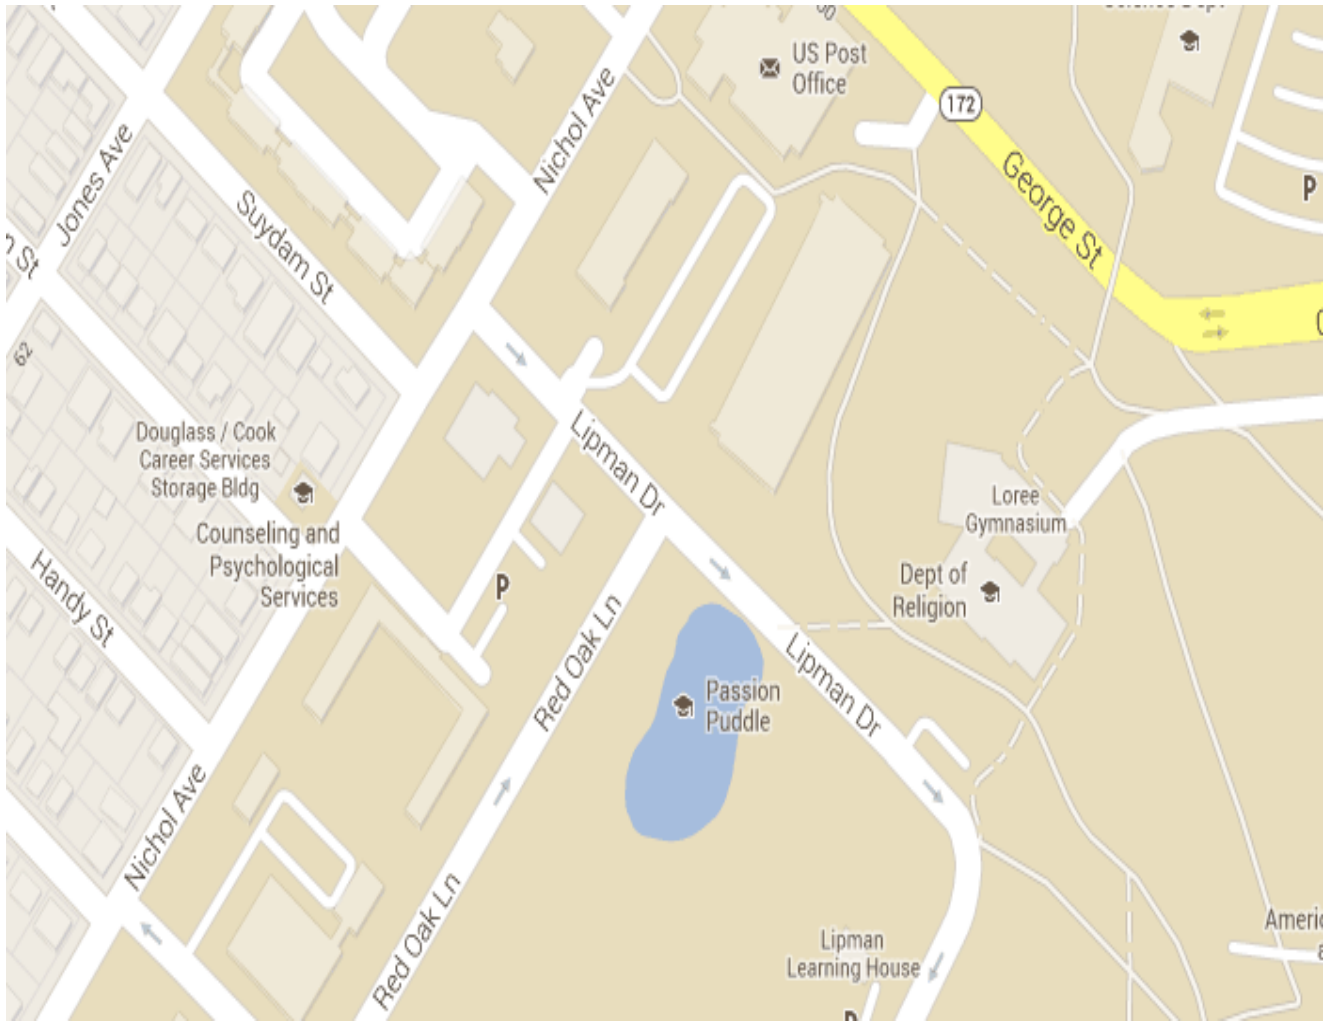 US Post
Office
172
P
Nichol Ave
Jones Ave
George St
Suydam St
St
62
Douglass / Cook
Career Services
Storage Bldg
Lipman Dr
Loree
Gymnasium
Counseling and
Psychological
Services
Handy St
P
Dept of
Religion
Red Oak Ln
Passion
Puddle
Lipman Dr
Nichol Ave
Red Oak Ln
Lipman
Learning House
P